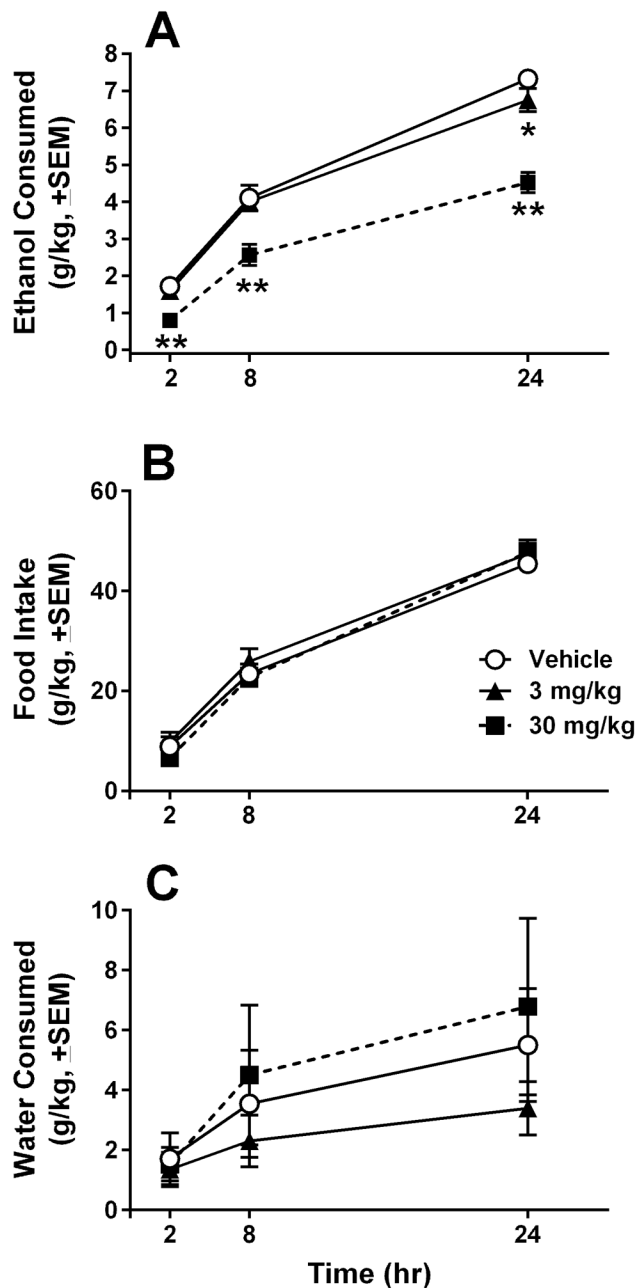 A
Ethanol Consumed
(g/kg, ±SEM)
8
7
6
5
4
3
2
1
0
*
**
**
**
2 8 24
B
Food Intake
(g/kg, ±SEM)
60
40
20
0
Vehicle
3 mg/kg
30 mg/kg
2 8 24
C
Water Consumed
(g/kg, ±SEM)
10
8
6
4
2
0
2 8 24
Time (hr)